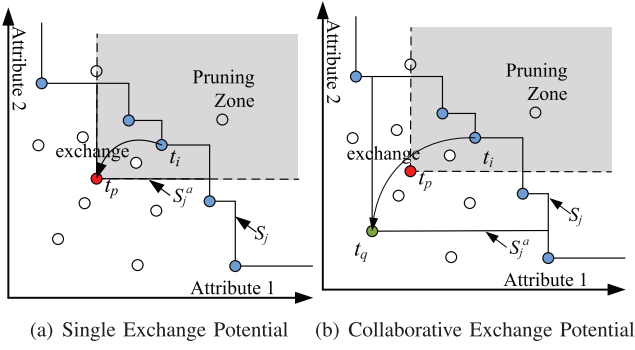 Attribute 2
Pruning
Zone
exchange
t_i
t_p
S_j^a
S_j
Attribute 1
(a) Single Exchange Potential
Attribute 2
Pruning
Zone
exchange
t_i
t_p
S_j
t_q
S_j^a
Attribute 1
(b) Collaborative Exchange Potential